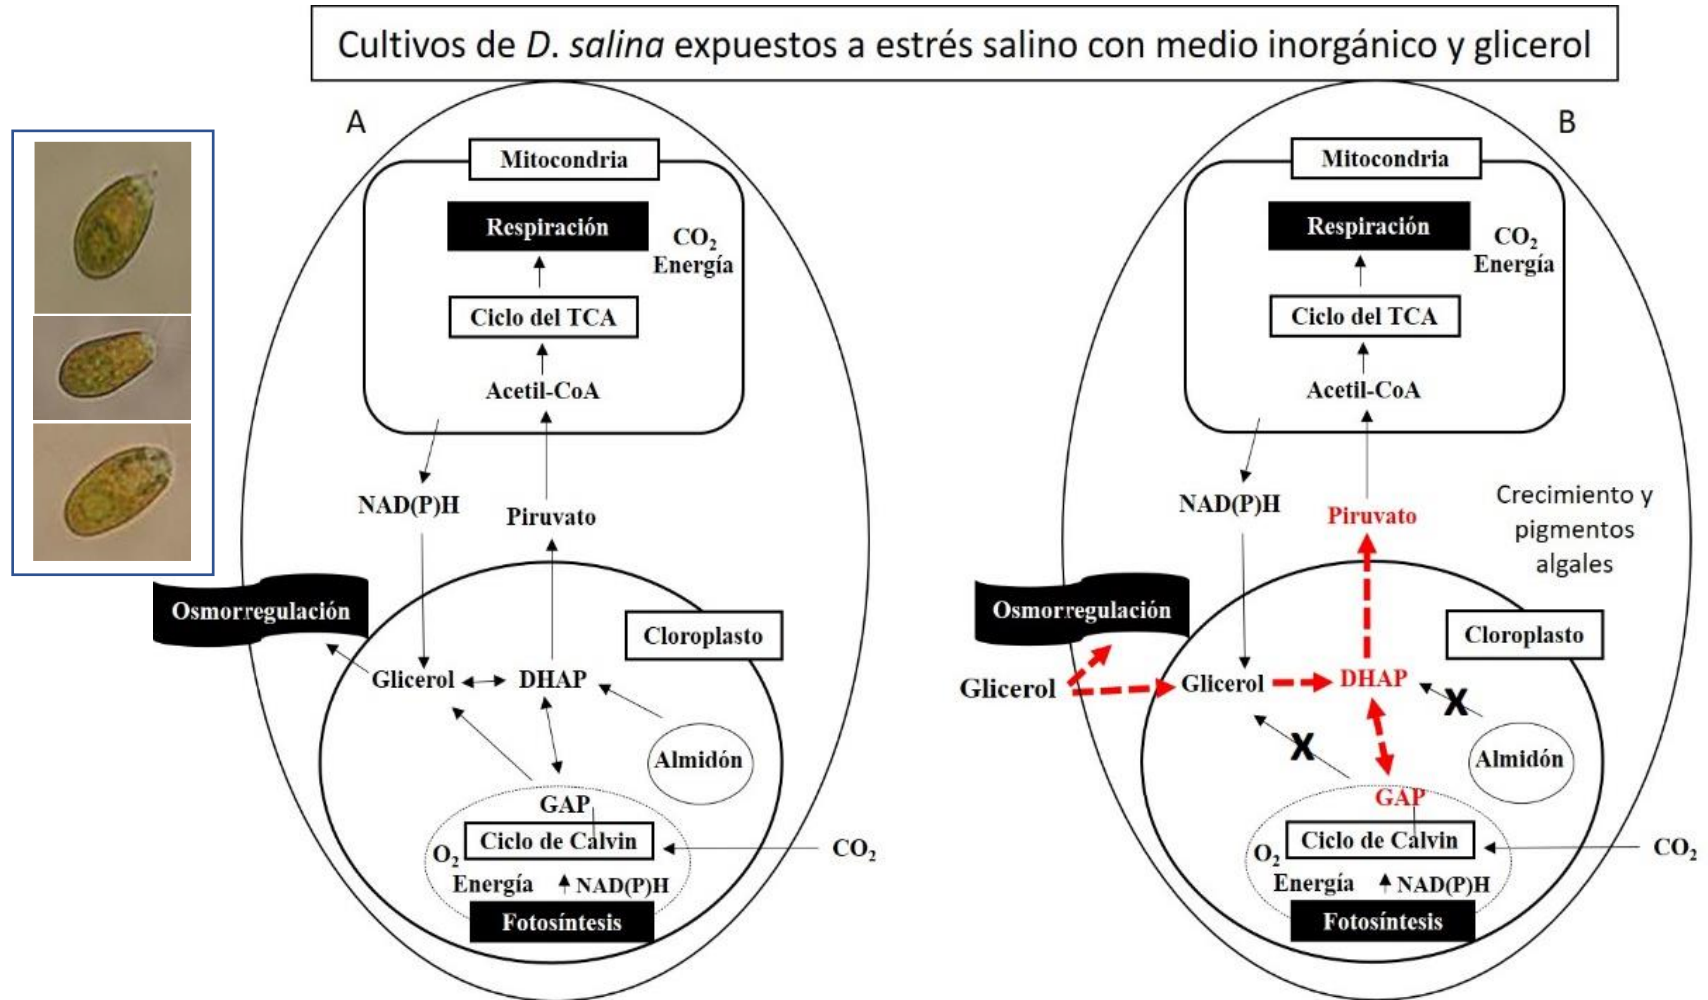 Cultivos de D. salina expuestos a estrés salino con medio inorgánico y glicerol
A
Mitocondria
Respiración
CO₂
Energía
Ciclo del TCA
Acetil-CoA
NAD(P)H
Piruvato
Osmorregulación
Cloroplasto
Glicerol
DHAP
Almidón
GAP
Ciclo de Calvin
O₂
CO₂
Energía
NAD(P)H
Fotosíntesis
B
Mitocondria
Respiración
CO₂
Energía
Ciclo del TCA
Acetil-CoA
NAD(P)H
Piruvato
Crecimiento y
pigmentos
algales
Osmorregulación
Cloroplasto
Glicerol
Glicerol
DHAP
X
X
Almidón
GAP
Ciclo de Calvin
O₂
CO₂
Energía
NAD(P)H
Fotosíntesis